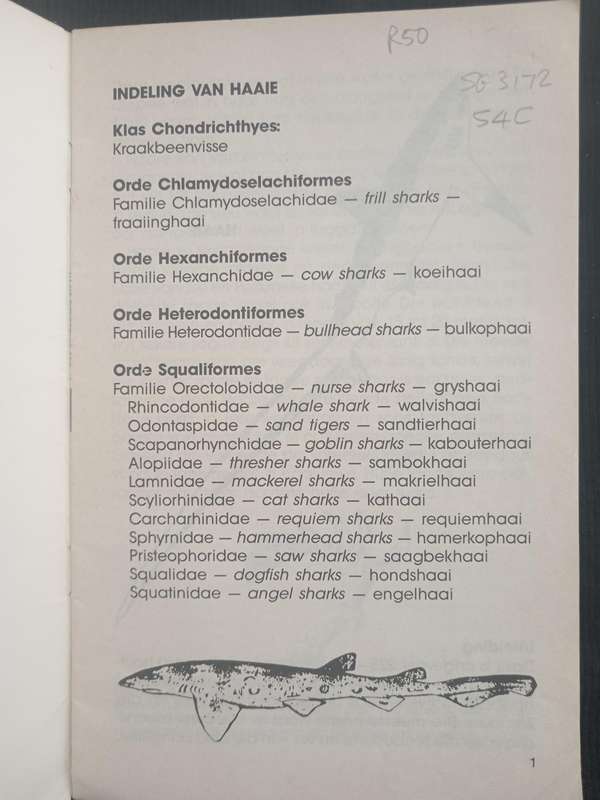 R50
SG 3172
54C
INDELING VAN HAAIE
Klas Chondrichthyes:
Kraakbeenvisse
Orde Chlamydoselachiformes
Familie Chlamydoselachidae — frill sharks —
fraaiinghaai
Orde Hexanchiformes
Familie Hexanchidae — cow sharks — koeihaai
Orde Heterodontiformes
Familie Heterodontidae — bullhead sharks — bulkophaai
Orde Squaliformes
Familie Orectolobidae — nurse sharks — gryshaai
Rhincodontidae — whale shark — walvishaai
Odontaspidae — sand tigers — sandtierhaai
Scapanorhynchidae — goblin sharks — kabouterhaai
Alopiidae — thresher sharks — sambokhaai
Lamnidae — mackerel sharks — makrielhaai
Scyliorhinidae — cat sharks — kathaai
Carcharhinidae — requiem sharks — requiemhaai
Sphyrnidae — hammerhead sharks — hamerkophaai
Pristeophoridae — saw sharks — saagbekhaai
Squalidae — dogfish sharks — hondshaai
Squatinidae — angel sharks — engelhaai
1